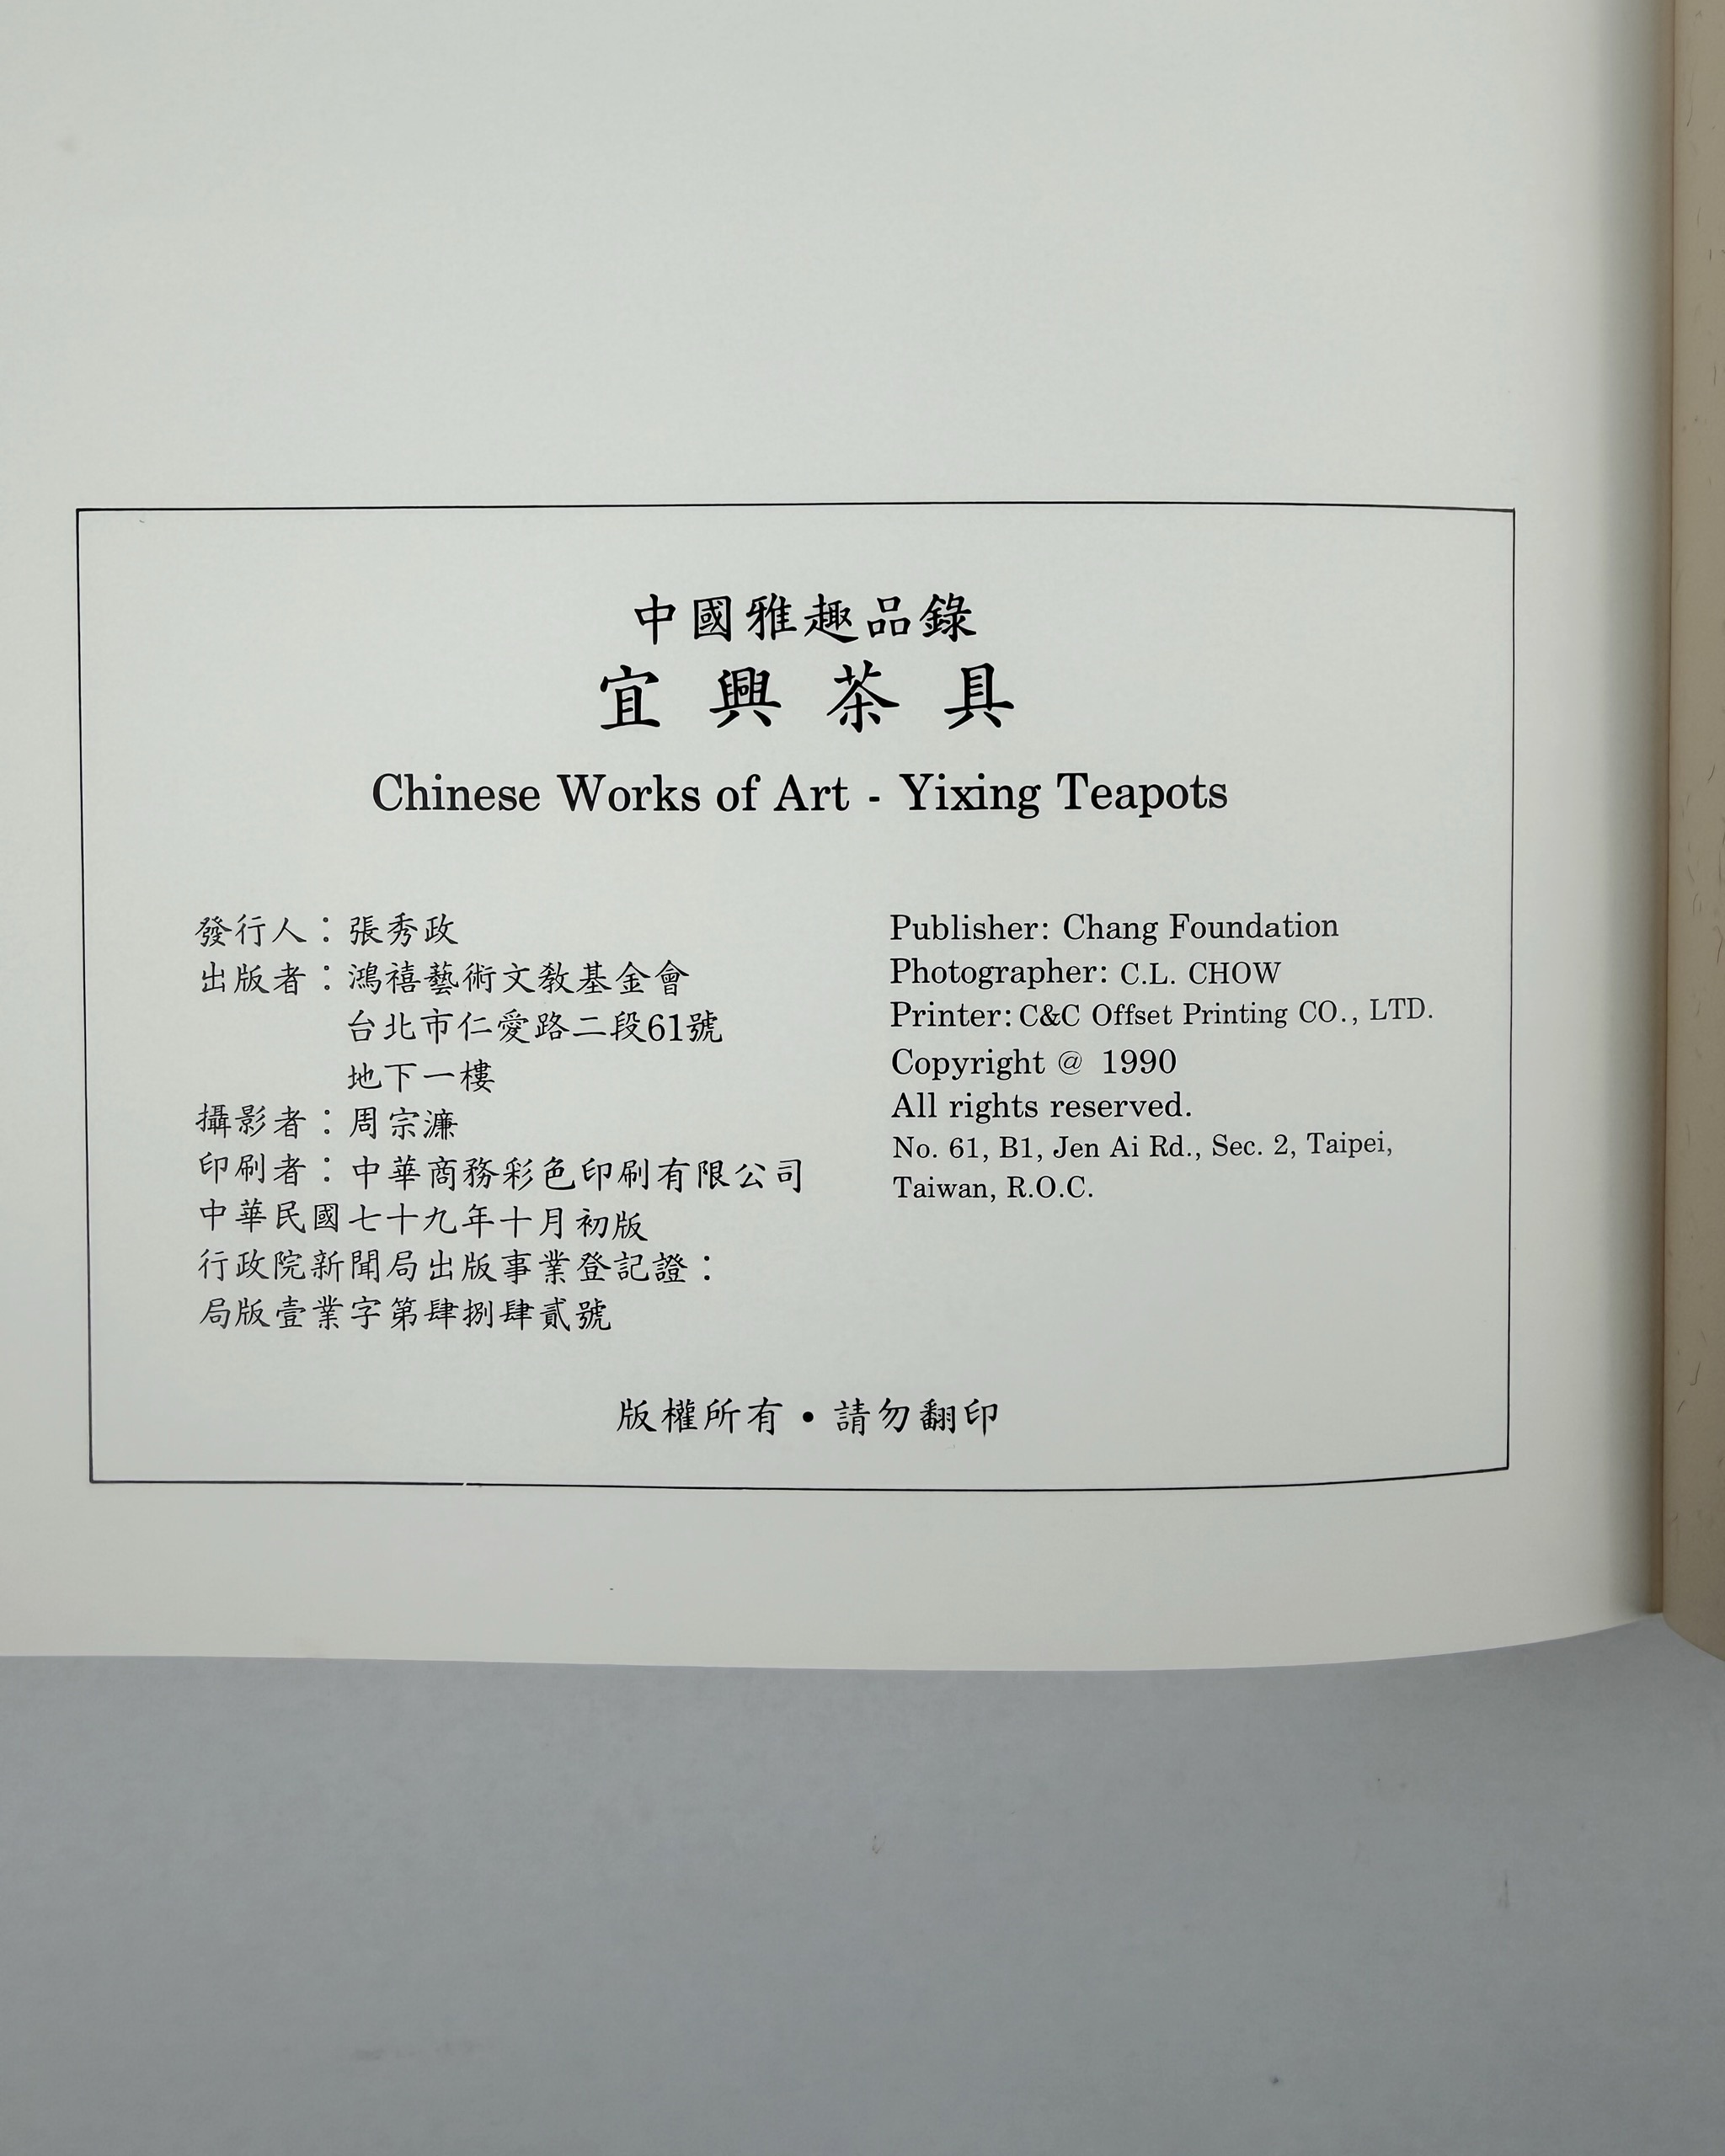 中國雅趣品錄
宜興茶具
Chinese Works of Art - Yixing Teapots
發行人：張秀政
出版者：鴻禧藝術文教基金會
台北市仁愛路二段61號
地下一樓
攝影者：周宗濂
印刷者：中華商務彩色印刷有限公司
中華民國七十九年十月初版
行政院新聞局出版事業登記證：
局版壹業字第肆捌肆貳號
Publisher: Chang Foundation
Photographer: C.L. CHOW
Printer: C&C Offset Printing CO., LTD.
Copyright @ 1990
All rights reserved.
No. 61, B1, Jen Ai Rd., Sec. 2, Taipei,
Taiwan, R.O.C.
版權所有•請勿翻印